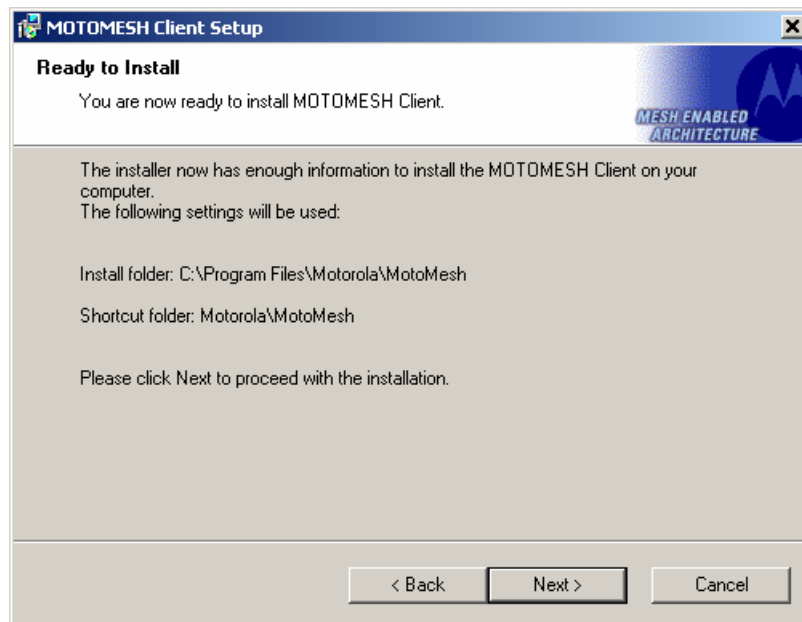 MOTOMESH Client Setup
Ready to Install
You are now ready to install MOTOMESH Client.
MESH ENABLED
ARCHITECTURE
The installer now has enough information to install the MOTOMESH Client on your
computer.
The following settings will be used:
Install folder: C:\Program Files\Motorola\MotoMesh
Shortcut folder: Motorola\MotoMesh
Please click Next to proceed with the installation.
< Back
Next >
Cancel